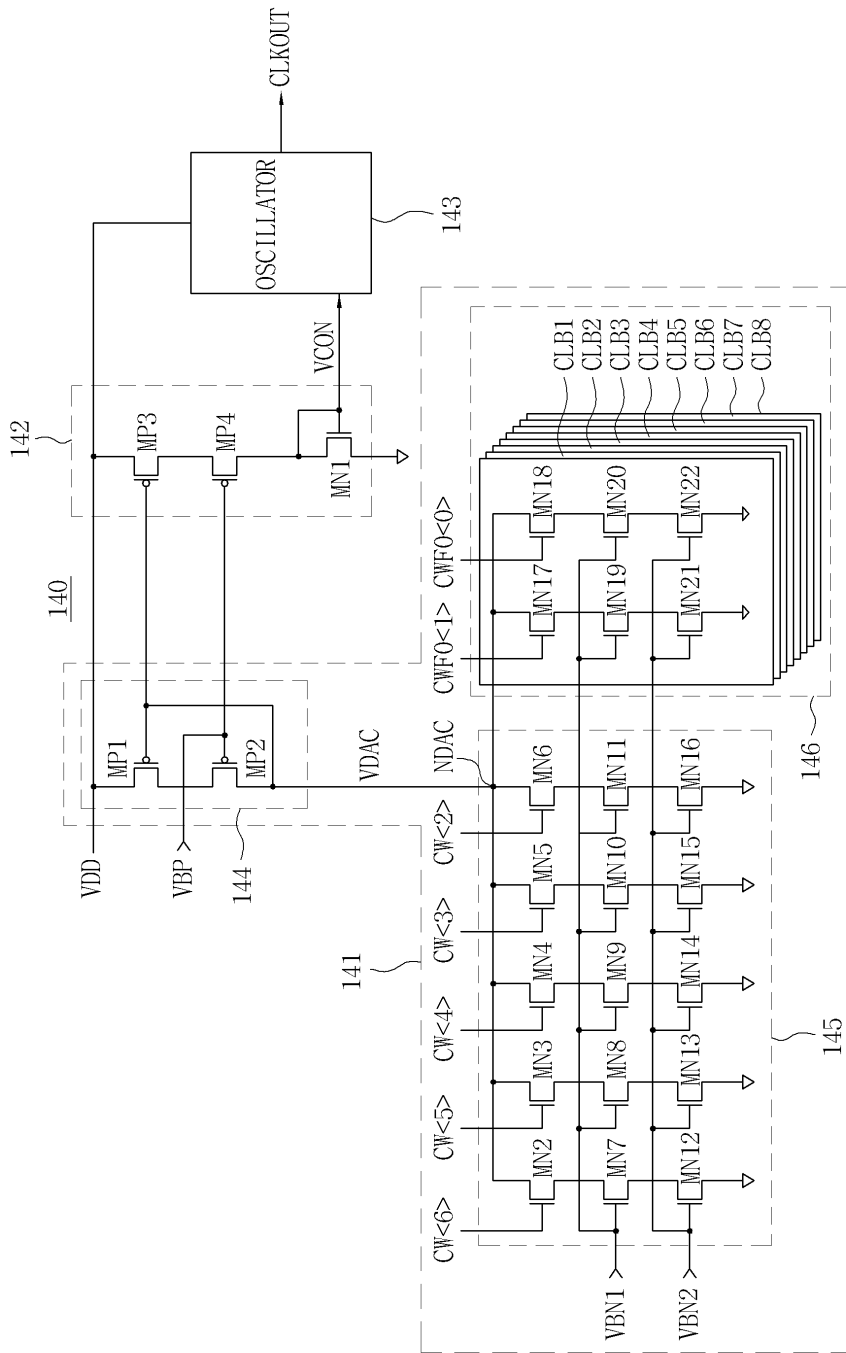 140
142
VDD
MP1
MP3
OSCILLATOR
CLKOUT
VBP
MP2
MP4
144
VCON
143
MN1
VDAC
141
NDAC
CW<6>
CW<5>
CW<4>
CW<3>
CW<2>
CWF0<1>
CWF0<0>
MN2
MN3
MN4
MN5
MN6
MN17
MN18
CLB1
CLB2
CLB3
CLB4
CLB5
CLB6
CLB7
CLB8
VBN1
MN7
MN8
MN9
MN10
MN11
MN19
MN20
VBN2
MN12
MN13
MN14
MN15
MN16
MN21
MN22
145
146